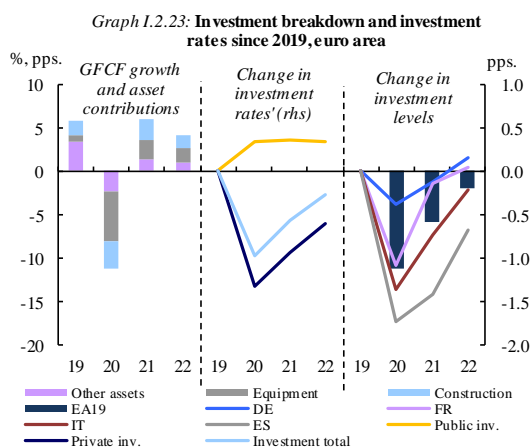 Graph I.2.23: Investment breakdown and investment
rates since 2019, euro area
%, pps.
pps.
GFCF growth
and asset
contributions
Change in
investment
rates' (rhs)
Change in
investment
levels
10
5
0
-5
-10
-15
-20
1.0
0.5
0.0
-0.5
-1.0
-1.5
-2.0
19 20 21 22 19 20 21 22 19 20 21 22
Other assets Equipment Construction
EA19 DE FR
IT ES Public inv.
Private inv. Investment total